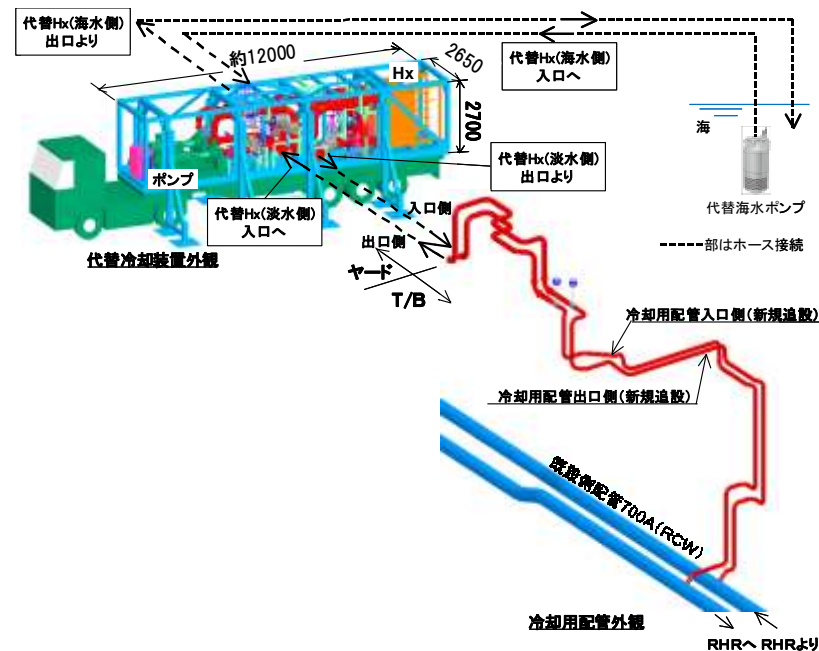 代替Hx(海水側)
出口より
約12000
2650
代替Hx(海水側)
入口へ
Hx
2700
海
代替Hx(淡水側)
出口より
ポンプ
代替Hx(淡水側)
入口へ
入口側
代替海水ポンプ
出口側
部はホース接続
代替冷却装置外観
ヤード
T/B
冷却用配管入口側(新規追設)
冷却用配管出口側(新規追設)
既設側配管700A(RCW)
冷却用配管外観
RHRへ RHRより